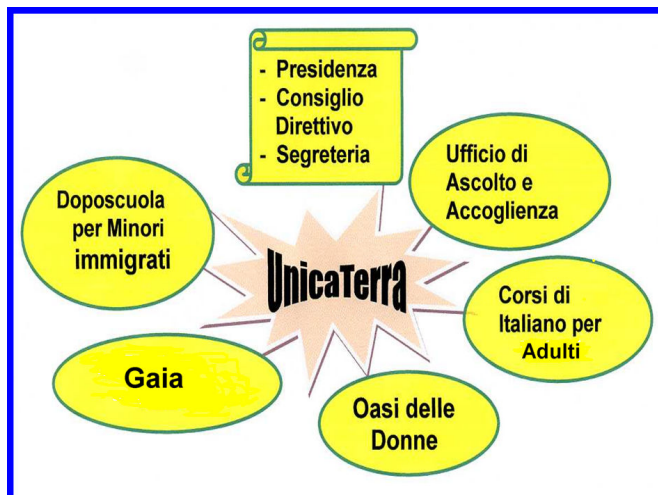 - Presidenza
- Consiglio
Direttivo
- Segreteria
Ufficio di
Ascolto e
Accoglienza
Doposcuola
per Minori
immigrati
UnicaTerra
Corsi di
Italiano per
Adulti
Gaia
Oasi delle
Donne